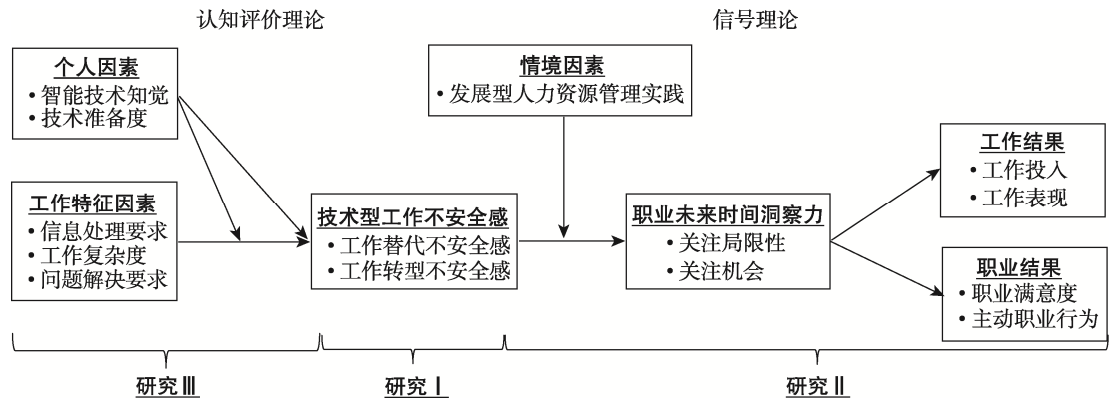 认知评价理论
信号理论
个人因素
• 智能技术知觉
• 技术准备度
情境因素
• 发展型人力资源管理实践
工作特征因素
• 信息处理要求
• 工作复杂度
• 问题解决要求
技术型工作不安全感
• 工作替代不安全感
• 工作转型不安全感
职业未来时间洞察力
• 关注局限性
• 关注机会
工作结果
• 工作投入
• 工作表现
职业结果
• 职业满意度
• 主动职业行为
研究Ⅲ
研究Ⅰ
研究Ⅱ